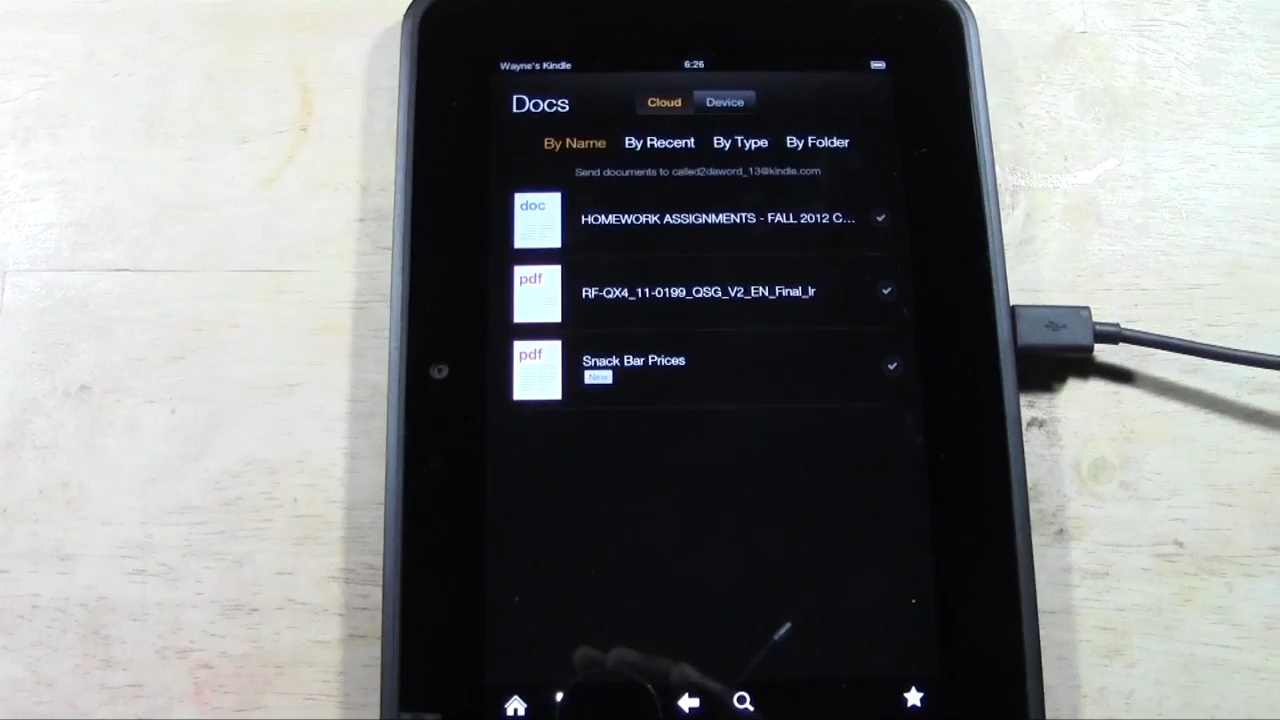 Wayne's Kindle 6:26
Docs Cloud Device
By Name By Recent By Type By Folder
Send documents to called2daword_13@kindle.com
doc HOMEWORK ASSIGNMENTS - FALL 2012 C...
pdf RF-QX4_11-0199_QSG_V2_EN_Final_lr
pdf Snack Bar Prices
New